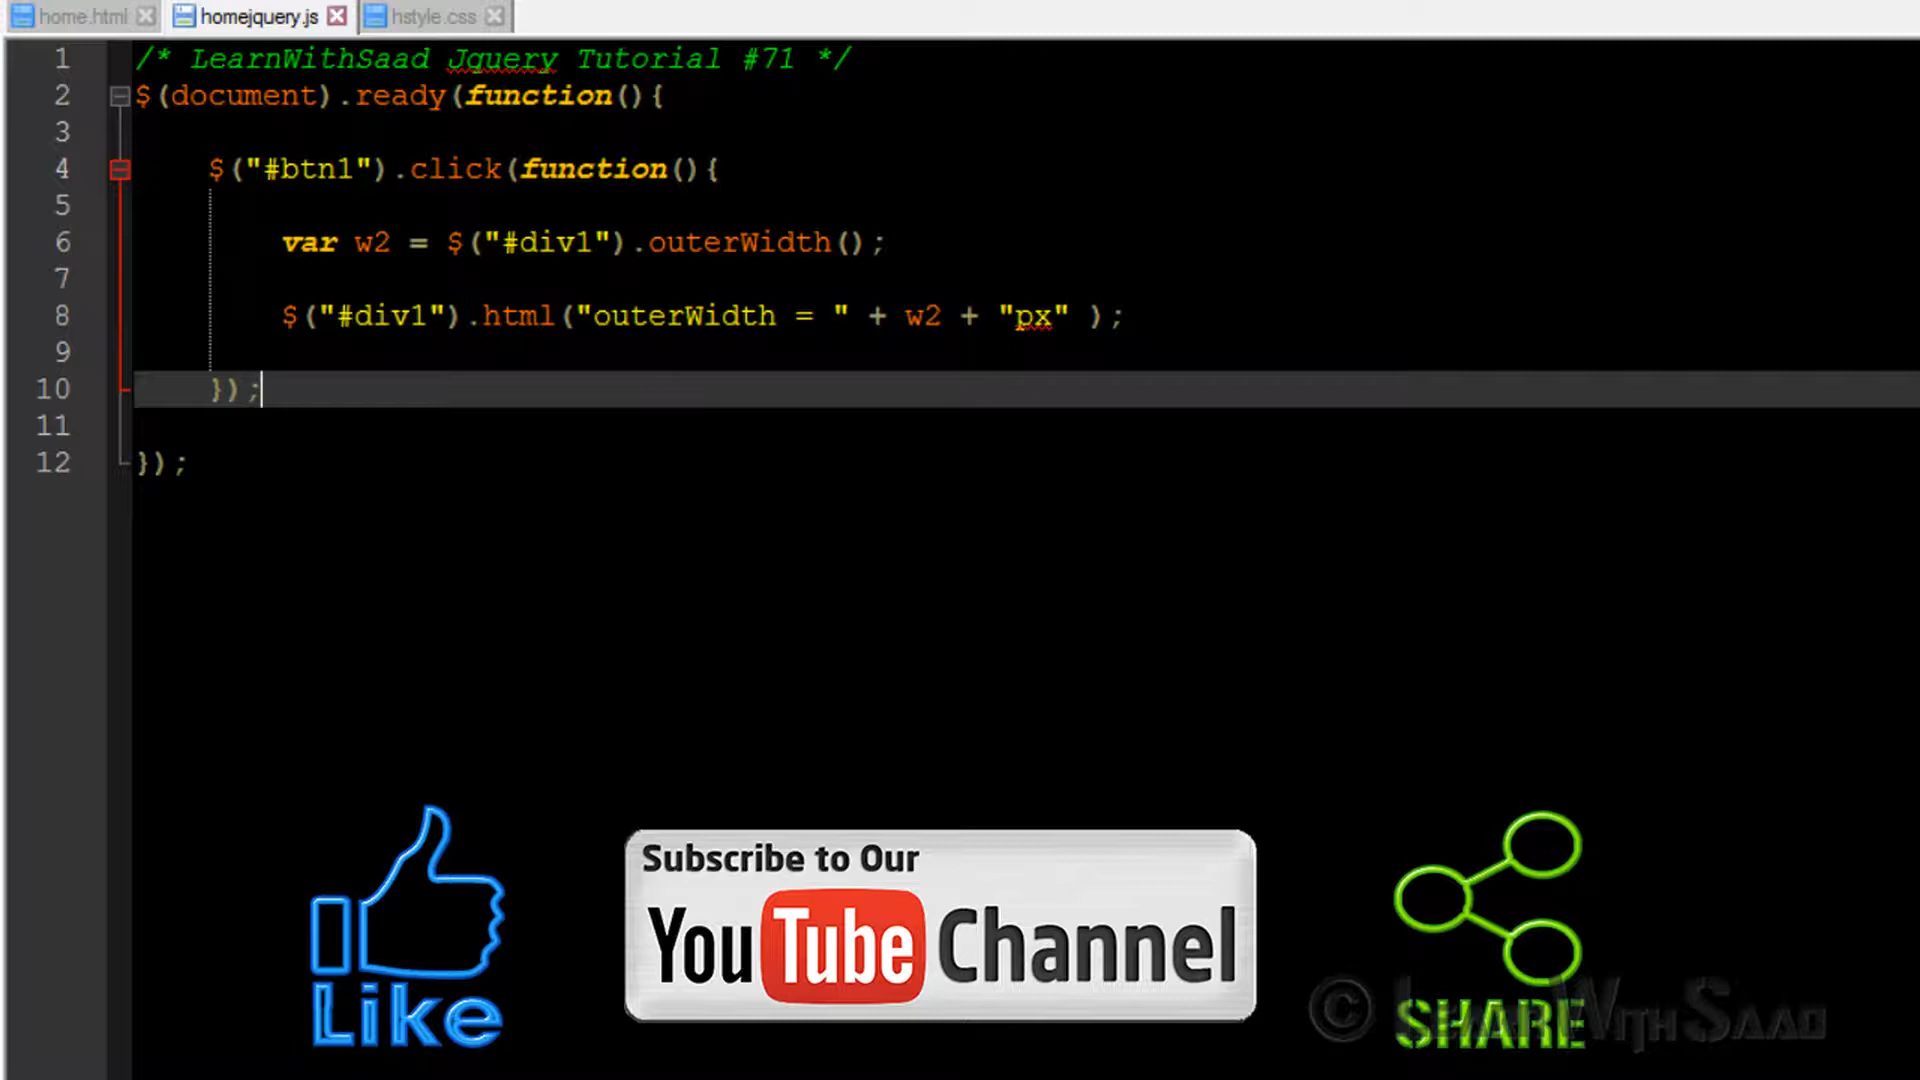 home.html homejquery.js hstyle.css
1 /* LearnWithSaad Jquery Tutorial #71 */
2 $(document).ready(function(){
3
4 $("#btn1").click(function(){
5
6 var w2 = $("#div1").outerWidth();
7
8 $("#div1").html("outerWidth = " + w2 + "px" );
9
10 });
11
12 });
Subscribe to Our
YouTube Channel
Like
SHARE
© LearnWithSaad